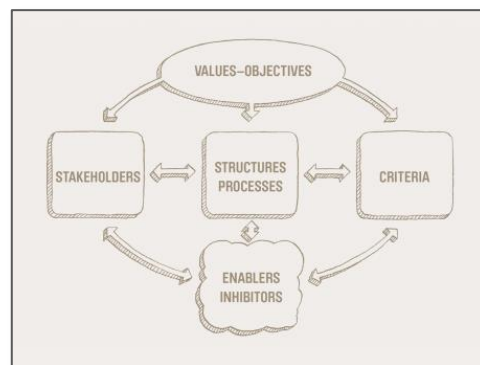 VALUES–OBJECTIVES
STAKEHOLDERS
STRUCTURES
PROCESSES
CRITERIA
ENABLERS
INHIBITORS